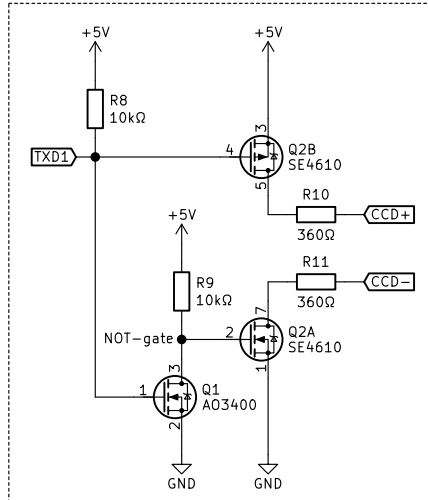 +5V
+5V
R8
10kΩ
3
TXD1
4
Q2B
SE4610
5
R10
CCD+
360Ω
+5V
R11
CCD-
360Ω
R9
10kΩ
7
NOT-gate
2
Q2A
SE4610
3
1
1
Q1
AO3400
2
GND
GND